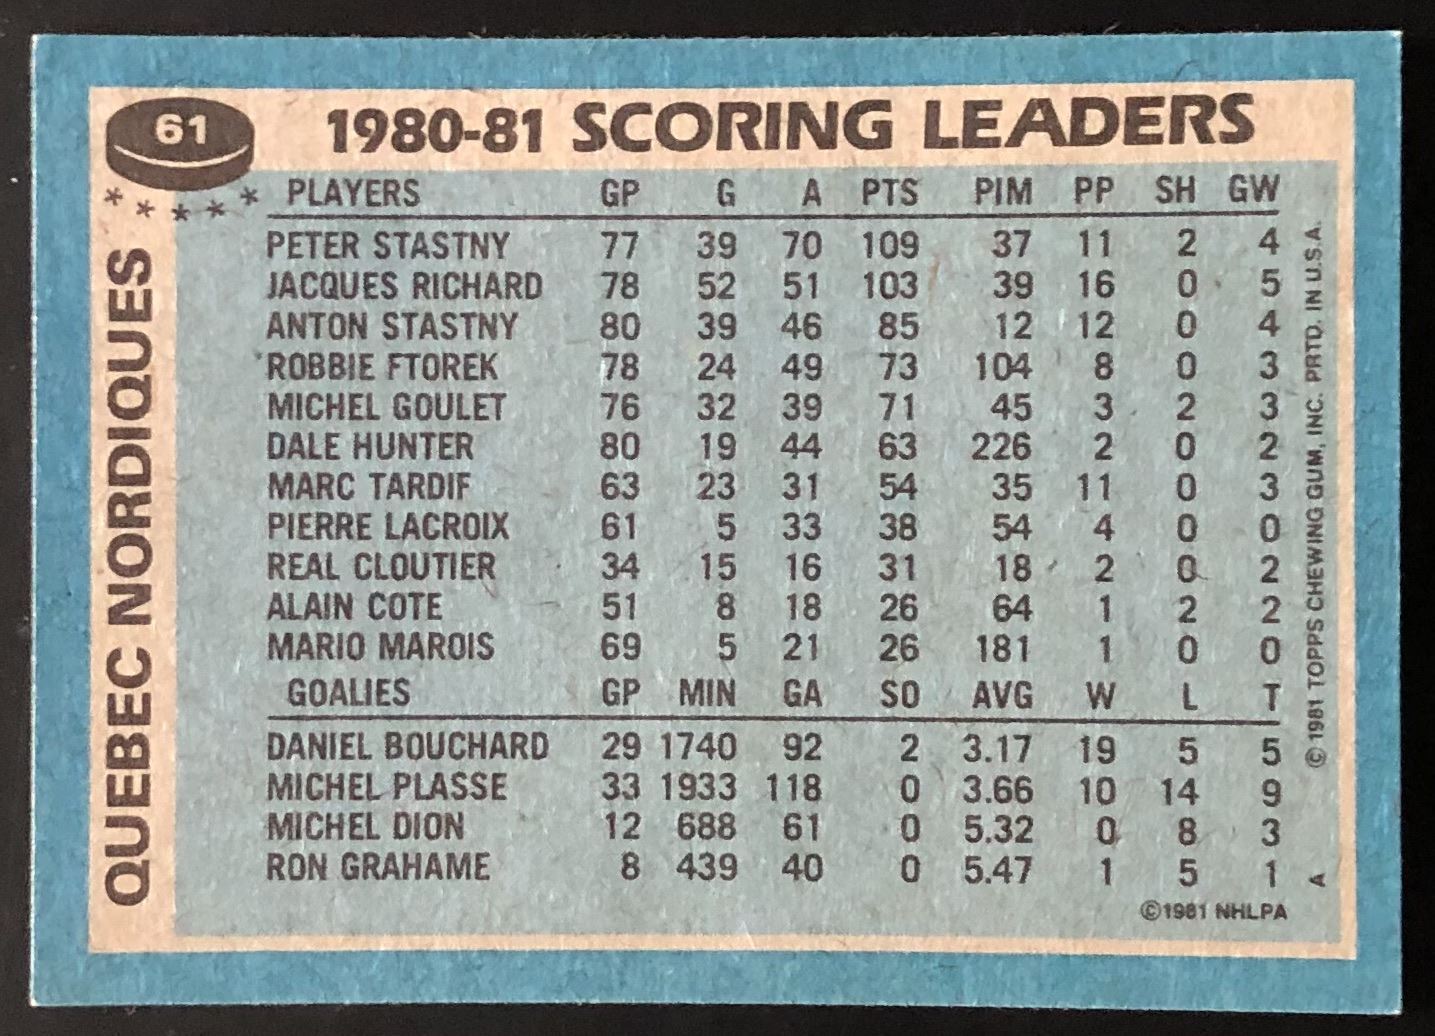 61
1980-81 SCORING LEADERS
QUEBEC NORDIQUES
PLAYERS GP G A PTS PIM PP SH GW
PETER STASTNY 77 39 70 109 37 11 2 4
JACQUES RICHARD 78 52 51 103 39 16 0 5
ANTON STASTNY 80 39 46 85 12 12 0 4
ROBBIE FTOREK 78 24 49 73 104 8 0 3
MICHEL GOULET 76 32 39 71 45 3 2 3
DALE HUNTER 80 19 44 63 226 2 0 2
MARC TARDIF 63 23 31 54 35 11 0 3
PIERRE LACROIX 61 5 33 38 54 4 0 0
REAL CLOUTIER 34 15 16 31 18 2 0 2
ALAIN COTE 51 8 18 26 64 1 2 2
MARIO MAROIS 69 5 21 26 181 1 0 0
GOALIES GP MIN GA SO AVG W L T
DANIEL BOUCHARD 29 1740 92 2 3.17 19 5 5
MICHEL PLASSE 33 1933 118 0 3.66 10 14 9
MICHEL DION 12 688 61 0 5.32 0 8 3
RON GRAHAME 8 439 40 0 5.47 1 5 1
©1981 NHLPA
A © 1981 TOPPS CHEWING GUM, INC. PRTD. IN U.S.A.